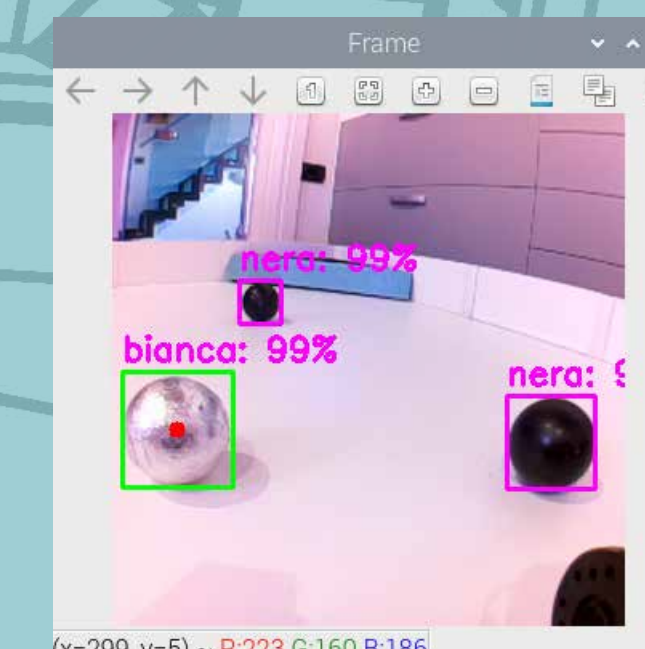 Frame
nera: 99%
bianca: 99%
nera: 9
(x=299, y=5) ~ R:223 G:160 B:186